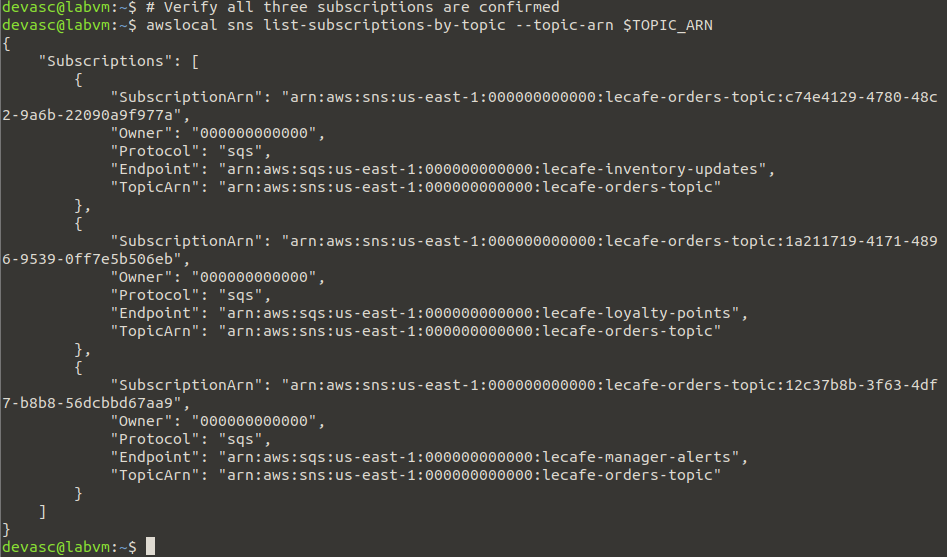 devasc@labvm:~$ # Verify all three subscriptions are confirmed
devasc@labvm:~$ awslocal sns list-subscriptions-by-topic --topic-arn $TOPIC_ARN
{
    "Subscriptions": [
        {
            "SubscriptionArn": "arn:aws:sns:us-east-1:000000000000:lecafe-orders-topic:c74e4129-4780-48c
2-9a6b-22090a9f977a",
            "Owner": "000000000000",
            "Protocol": "sqs",
            "Endpoint": "arn:aws:sqs:us-east-1:000000000000:lecafe-inventory-updates",
            "TopicArn": "arn:aws:sns:us-east-1:000000000000:lecafe-orders-topic"
        },
        {
            "SubscriptionArn": "arn:aws:sns:us-east-1:000000000000:lecafe-orders-topic:1a211719-4171-489
6-9539-0ff7e5b506eb",
            "Owner": "000000000000",
            "Protocol": "sqs",
            "Endpoint": "arn:aws:sqs:us-east-1:000000000000:lecafe-loyalty-points",
            "TopicArn": "arn:aws:sns:us-east-1:000000000000:lecafe-orders-topic"
        },
        {
            "SubscriptionArn": "arn:aws:sns:us-east-1:000000000000:lecafe-orders-topic:12c37b8b-3f63-4df
7-b8b8-56dcbbd67aa9",
            "Owner": "000000000000",
            "Protocol": "sqs",
            "Endpoint": "arn:aws:sqs:us-east-1:000000000000:lecafe-manager-alerts",
            "TopicArn": "arn:aws:sns:us-east-1:000000000000:lecafe-orders-topic"
        }
    ]
}
devasc@labvm:~$